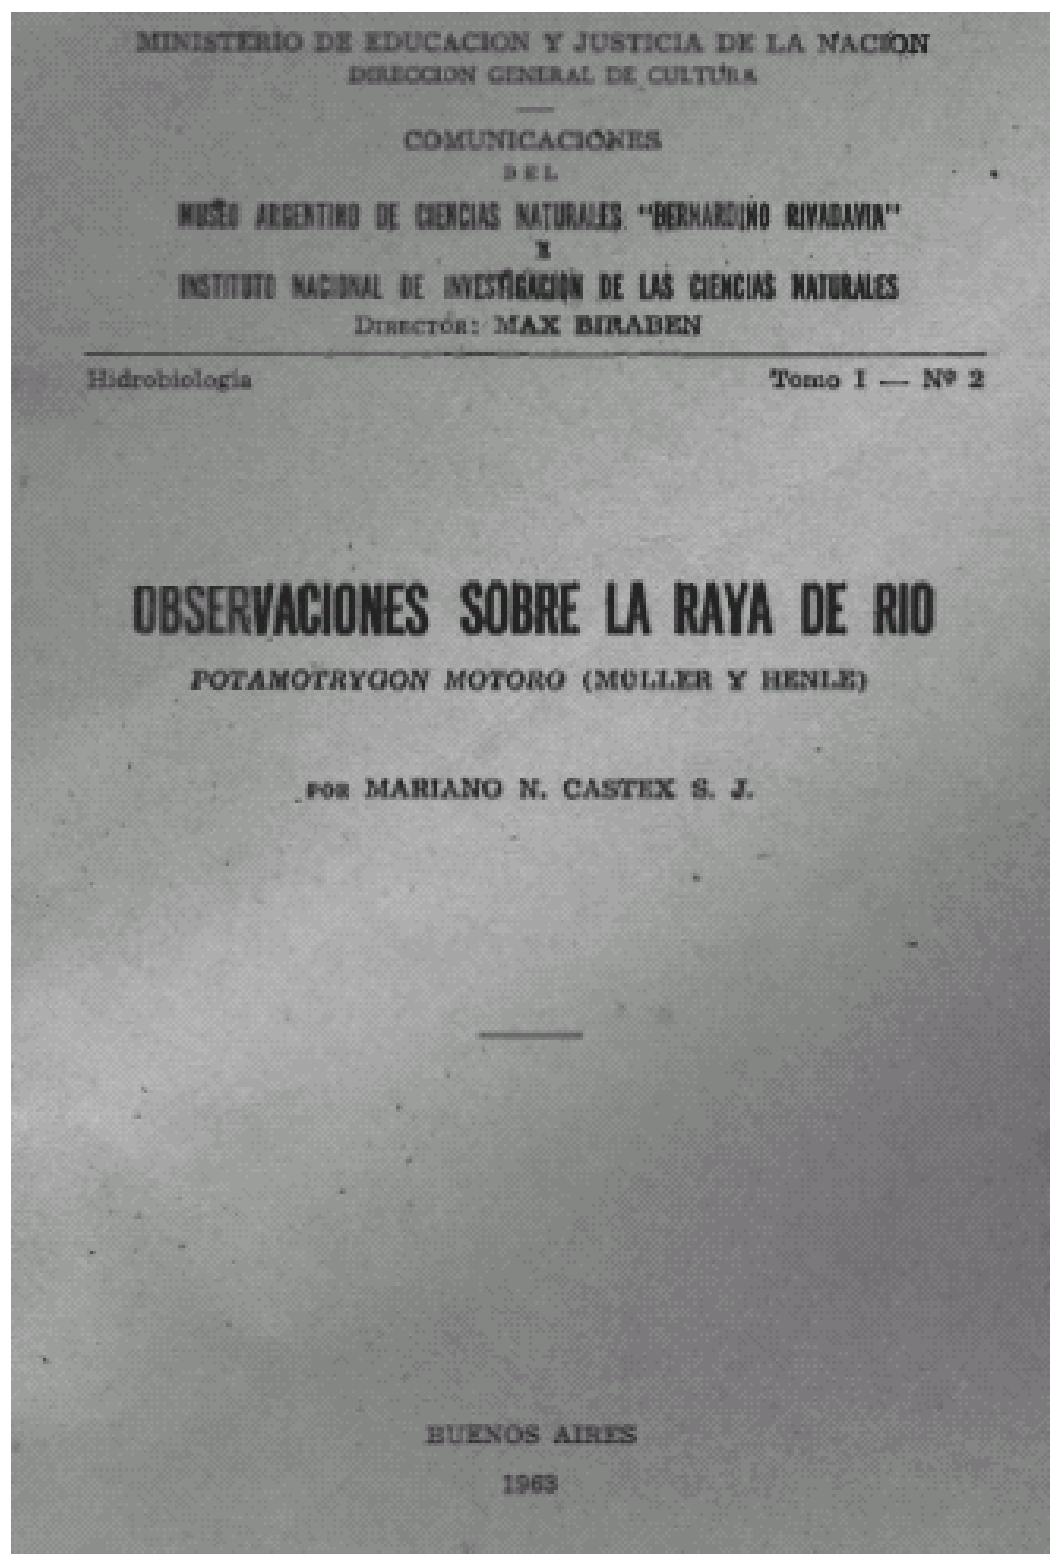 MINISTERIO DE EDUCACION Y JUSTICIA DE LA NACION
DIRECCION GENERAL DE CULTURA
COMUNICACIONES
DEL
MUSEO ARGENTINO DE CIENCIAS NATURALES "BERNARDINO RIVADAVIA"
E
INSTITUTO NACIONAL DE INVESTIGACION DE LAS CIENCIAS NATURALES
DIRECTOR: MAX BIRABEN
Hidrobiología Tomo I — Nº 2
OBSERVACIONES SOBRE LA RAYA DE RIO
POTAMOTRYGON MOTORO (MÜLLER Y HENLE)
POR MARIANO N. CASTEX S. J.
BUENOS AIRES
1963